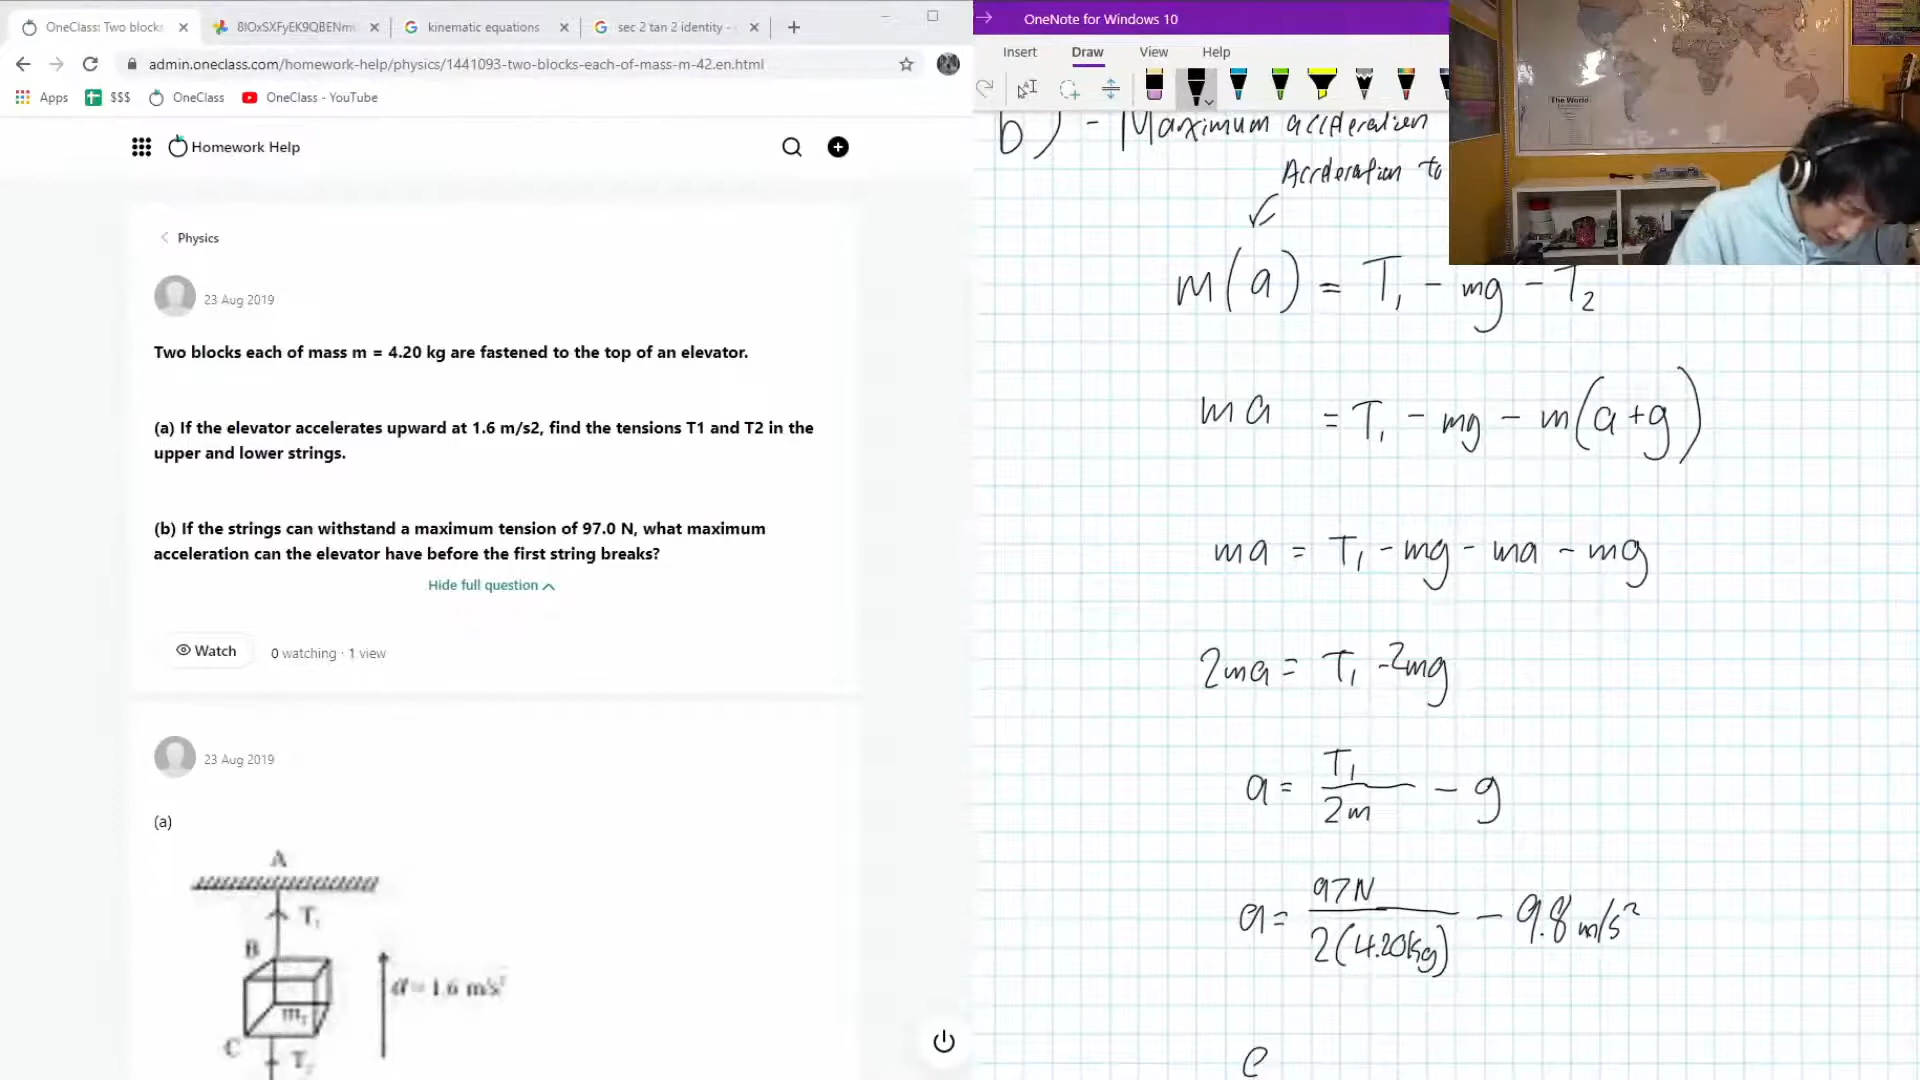 OneClass: Two blocks
8IOxSXFyEK9QBENm
kinematic equations
sec 2 tan 2 identity -
admin.oneclass.com/homework-help/physics/1441093-two-blocks-each-of-mass-m-42.en.html
Apps $$$ OneClass OneClass - YouTube
Homework Help
Physics
23 Aug 2019
Two blocks each of mass m = 4.20 kg are fastened to the top of an elevator.
(a) If the elevator accelerates upward at 1.6 m/s2, find the tensions T1 and T2 in the
upper and lower strings.
(b) If the strings can withstand a maximum tension of 97.0 N, what maximum
acceleration can the elevator have before the first string breaks?
Hide full question
Watch 0 watching · 1 view
23 Aug 2019
(a)
A
T₁
B
a = 1.6 m/s²
m₁
C
T₂
OneNote for Windows 10
Insert Draw View Help
The World
b) - Maximum acceleration
Acceleration to
m(a) = T₁ - mg - T₂
ma = T₁ - mg - m(a+g)
ma = T₁ - mg - ma - mg
2ma = T₁ - 2mg
a = T₁/2m - g
a = 97N/2(4.20kg) - 9.8 m/s²